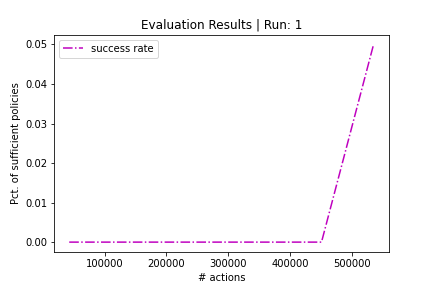 Evaluation Results | Run: 1
success rate
Pct. of sufficient policies
0.05
0.04
0.03
0.02
0.01
0.00
100000 200000 300000 400000 500000
# actions